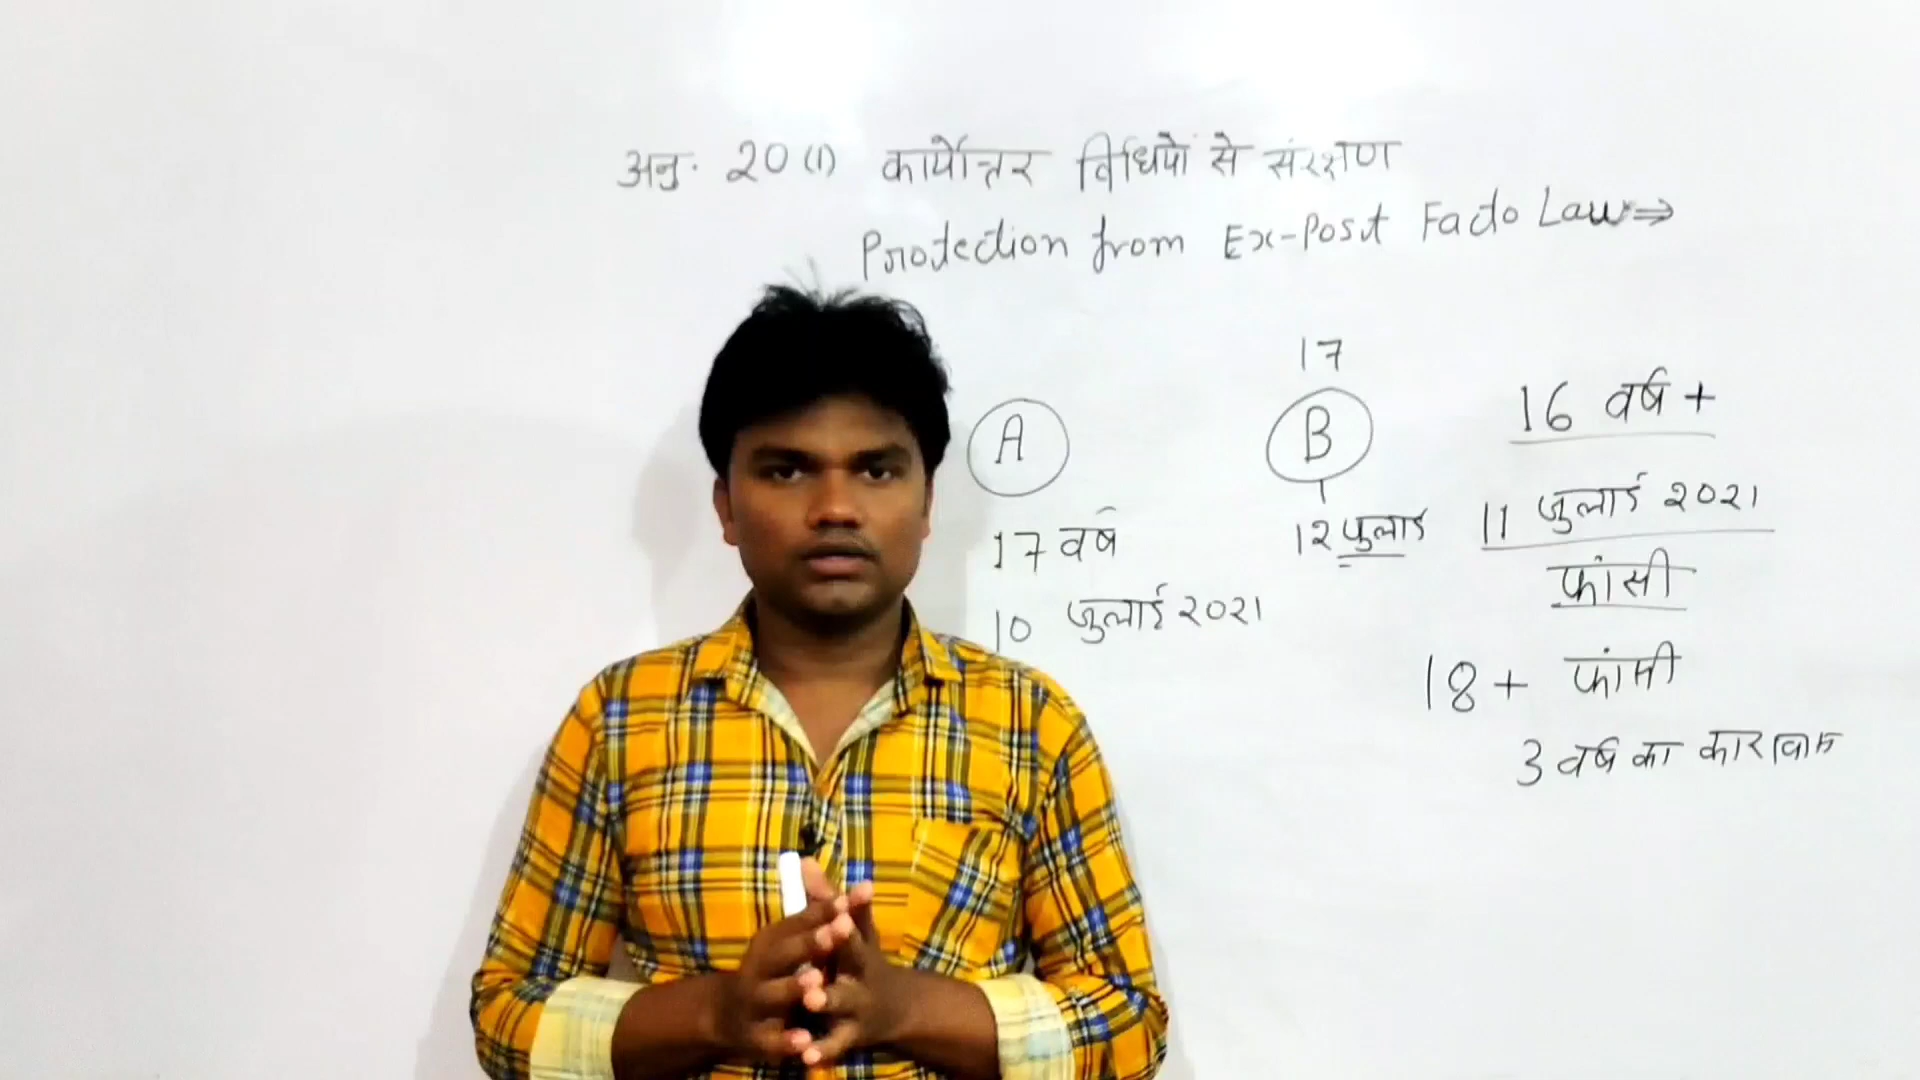 अनु. 20 (1) कार्योत्तर विधियों से संरक्षण
Protection from Ex-Post Facto Law ⇒
17
A
B
16 वर्ष +
17 वर्ष
12 जुलाई
11 जुलाई 2021
10 जुलाई 2021
फांसी
18 + फांसी
3 वर्ष का कारावास